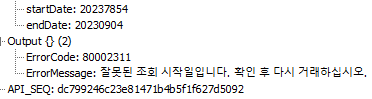 startDate: 20237854
endDate: 20230904
Output {} (2)
ErrorCode: 80002311
ErrorMessage: 잘못된 조회 시작일입니다. 확인 후 다시 거래하십시오.
API_SEQ: dc799246c23e81471b4b5f1f627d5092